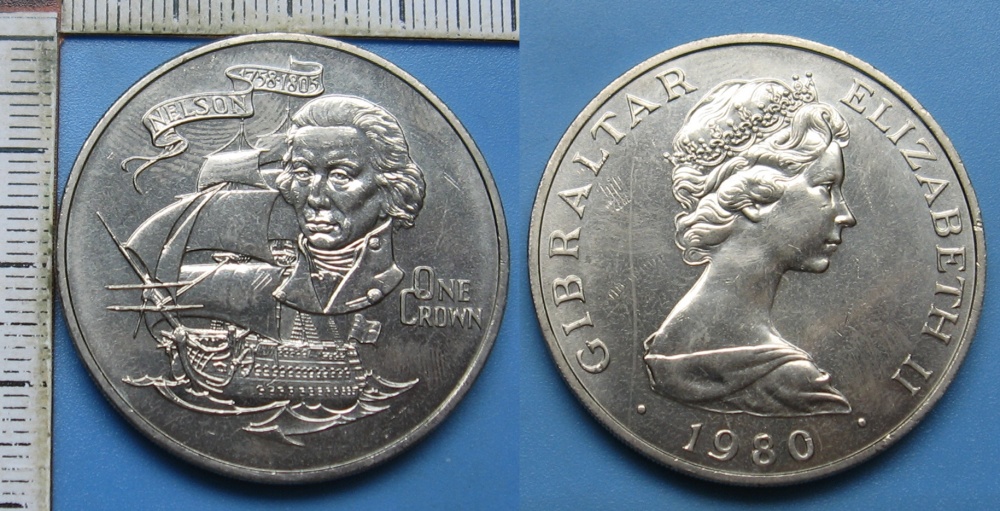 NELSON 1758-1805
ONE
CROWN
GIBRALTAR ELIZABETH II
· 1980 ·